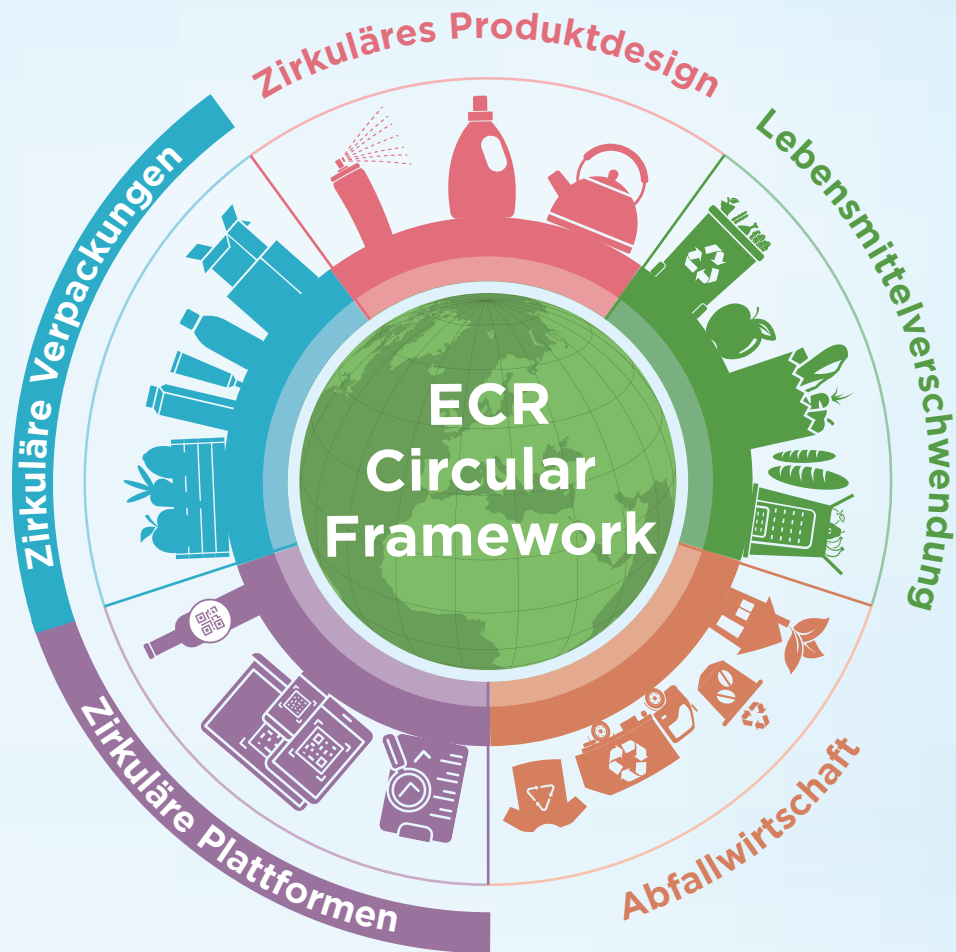 Zirkuläres Produktdesign
Lebensmittelverschwendung
Abfallwirtschaft
Zirkuläre Plattformen
Zirkuläre Verpackungen
ECR
Circular
Framework